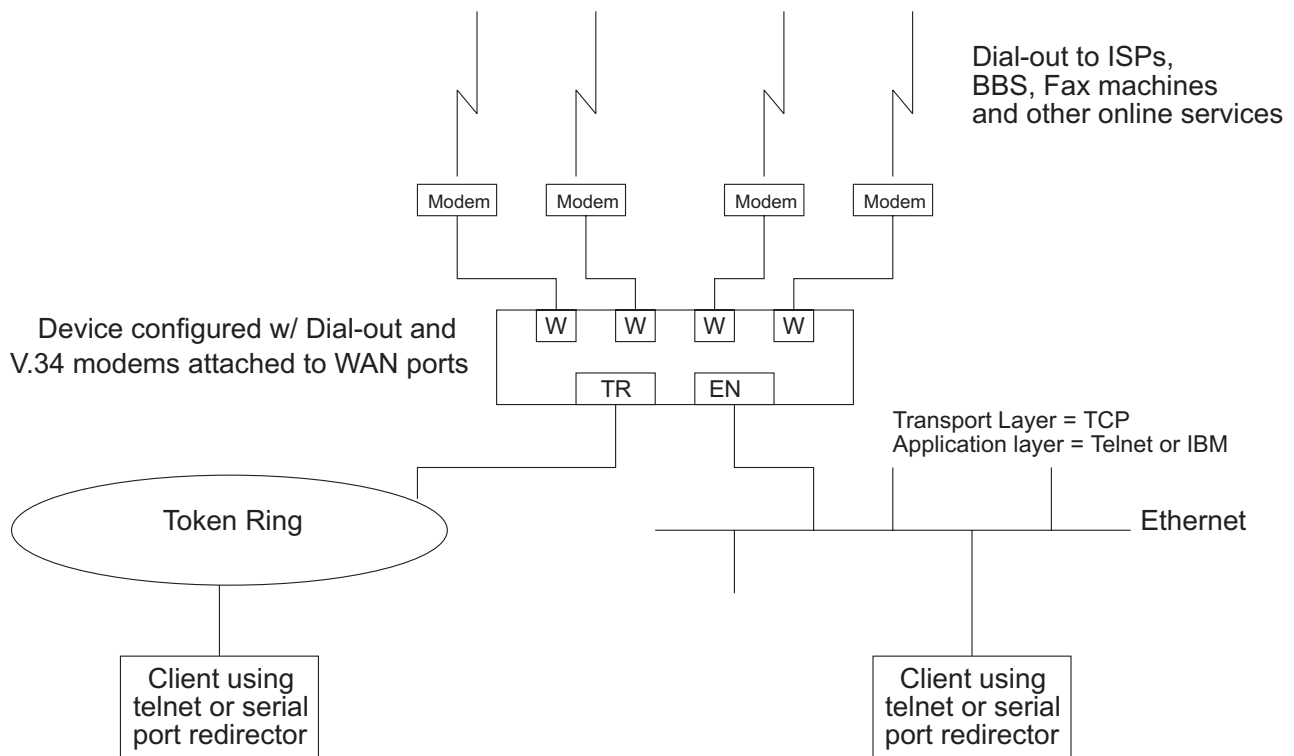 Dial-out to ISPs,
BBS, Fax machines
and other online services
Modem
Modem
Modem
Modem
Device configured w/ Dial-out and
V.34 modems attached to WAN ports
W
W
W
W
TR
EN
Transport Layer = TCP
Application layer = Telnet or IBM
Token Ring
Ethernet
Client using
telnet or serial
port redirector
Client using
telnet or serial
port redirector